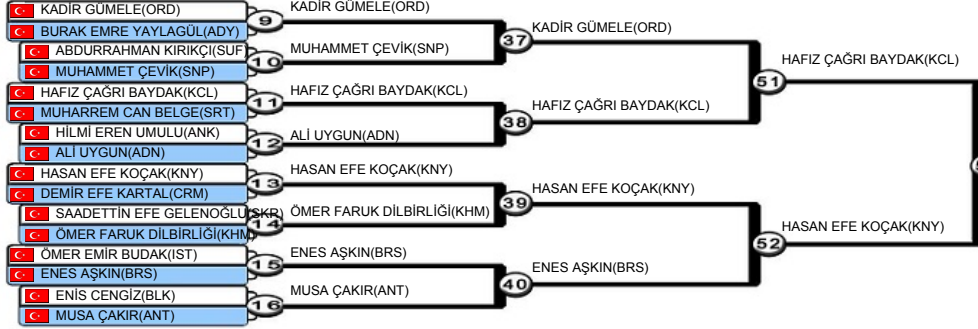 KADİR GÜMELE(ORD)
BURAK EMRE YAYLAGÜL(ADY)
ABDURRAHMAN KIRIKÇI(SUF)
MUHAMMET ÇEVİK(SNP)
HAFIZ ÇAĞRI BAYDAK(KCL)
MUHARREM CAN BELGE(SRT)
HİLMİ EREN UMULU(ANK)
ALİ UYGUN(ADN)
HASAN EFE KOÇAK(KNY)
DEMİR EFE KARTAL(CRM)
SAADETTİN EFE GELENOĞLU(SKR)
ÖMER FARUK DİLBİRLİĞİ(KHM)
ÖMER EMİR BUDAK(IST)
ENES AŞKIN(BRS)
ENİS CENGİZ(BLK)
MUSA ÇAKIR(ANT)
9
10
11
12
13
14
15
16
KADİR GÜMELE(ORD)
MUHAMMET ÇEVİK(SNP)
HAFIZ ÇAĞRI BAYDAK(KCL)
ALİ UYGUN(ADN)
HASAN EFE KOÇAK(KNY)
ÖMER FARUK DİLBİRLİĞİ(KHM)
ENES AŞKIN(BRS)
MUSA ÇAKIR(ANT)
37
38
39
40
KADİR GÜMELE(ORD)
HAFIZ ÇAĞRI BAYDAK(KCL)
HASAN EFE KOÇAK(KNY)
ENES AŞKIN(BRS)
51
52
HAFIZ ÇAĞRI BAYDAK(KCL)
HASAN EFE KOÇAK(KNY)